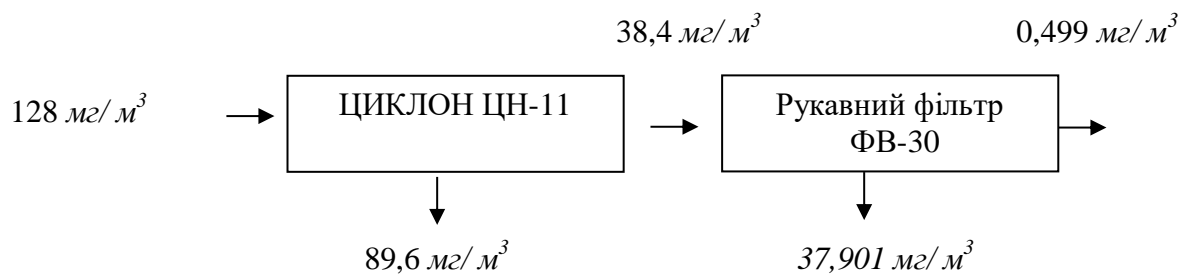 38,4 мг/ м³
0,499 мг/ м³
128 мг/ м³
ЦИКЛОН ЦН-11
Рукавний фільтр
ФВ-30
89,6 мг/ м³
37,901 мг/ м³